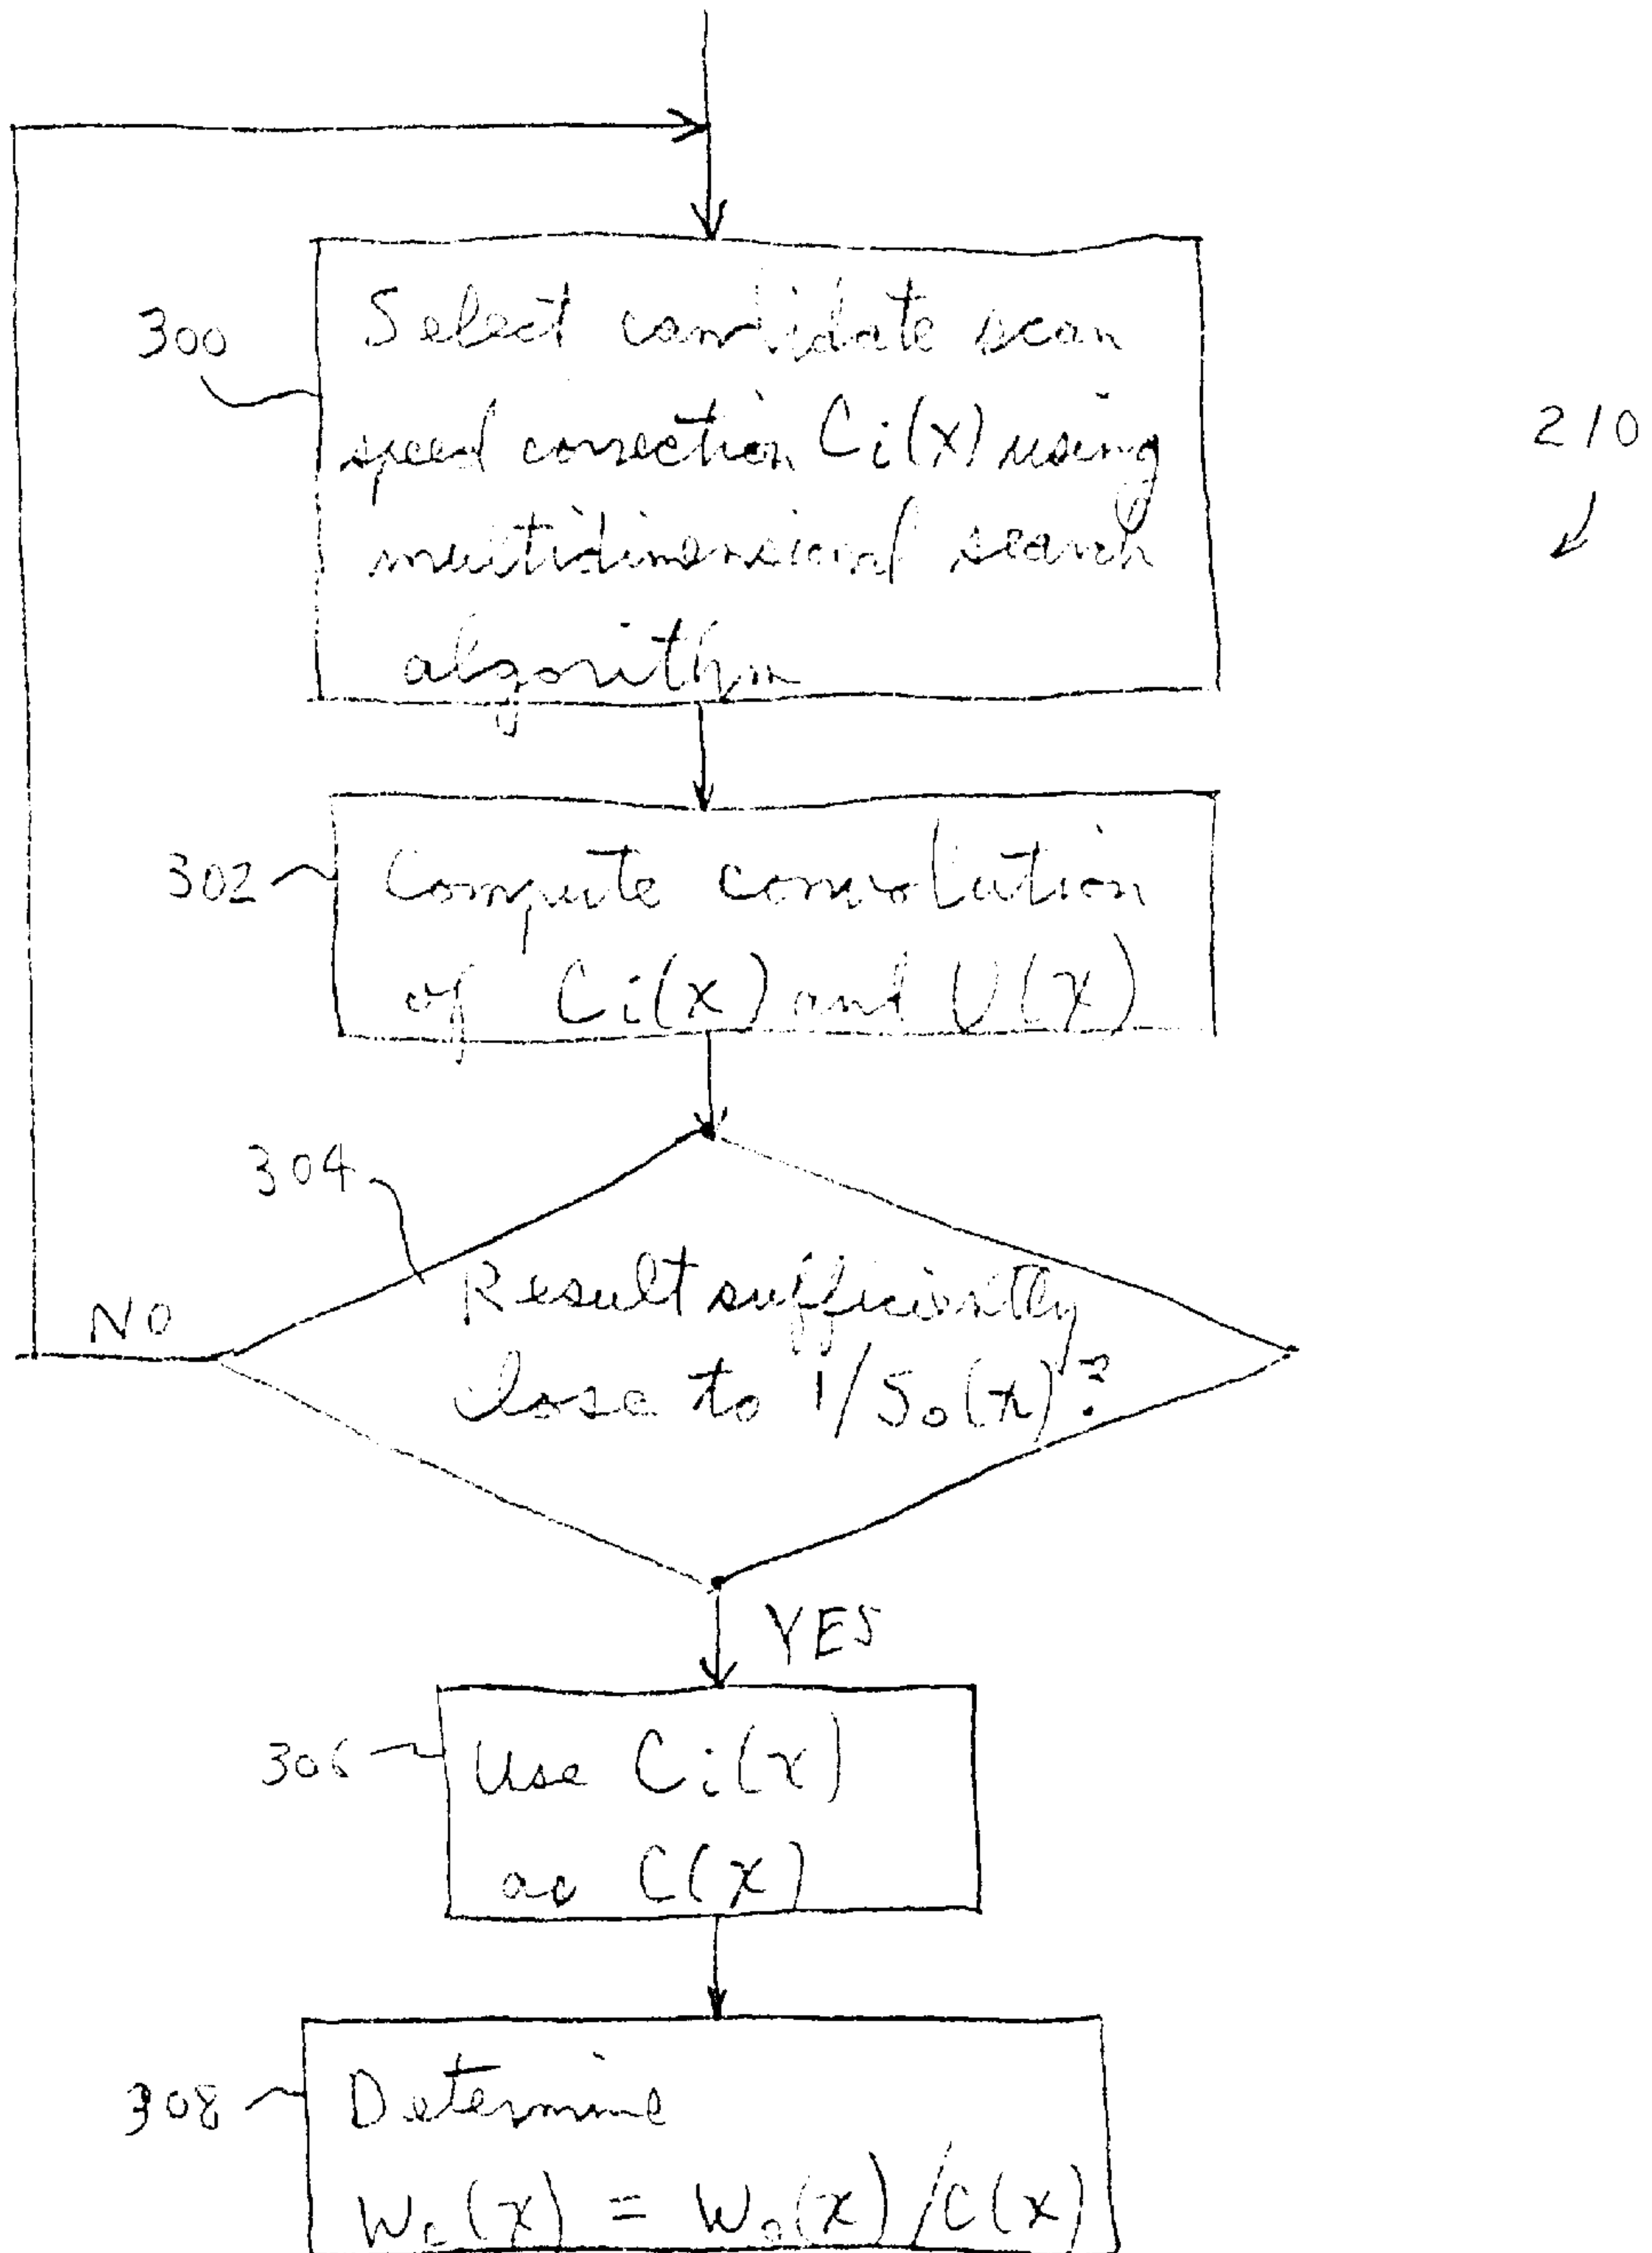 300
Select candidate scan
speed correction Ci(x) using
multidimensional search
algorithm
210
302
Compute convolution
of Ci(x) and U(x)
304
Result sufficiently
close to 1/So(x)?
NO
YES
306
Use Ci(x)
as C(x)
308
Determine
Wc(x) = Wo(x)/C(x)